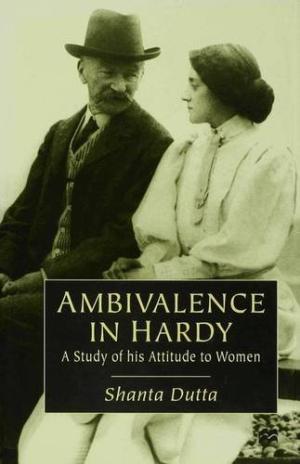 AMBIVALENCE
IN HARDY
A Study of his Attitude to Women
Shanta Dutta